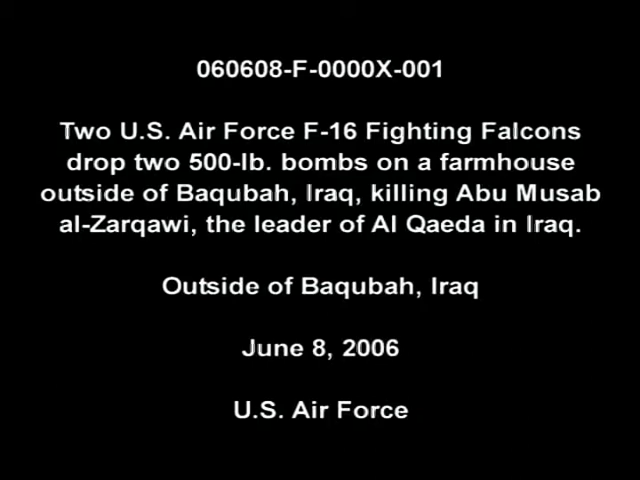 060608-F-0000X-001
Two U.S. Air Force F-16 Fighting Falcons
drop two 500-lb. bombs on a farmhouse
outside of Baqubah, Iraq, killing Abu Musab
al-Zarqawi, the leader of Al Qaeda in Iraq.
Outside of Baqubah, Iraq
June 8, 2006
U.S. Air Force